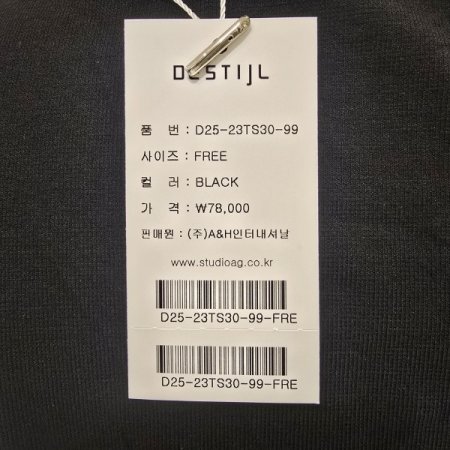 DESTIJL
품 번 : D25-23TS30-99
사이즈 : FREE
컬 러 : BLACK
가 격 : ₩78,000
판매원 : (주)A&H인터내셔날
www.studioag.co.kr
D25-23TS30-99-FRE
D25-23TS30-99-FRE